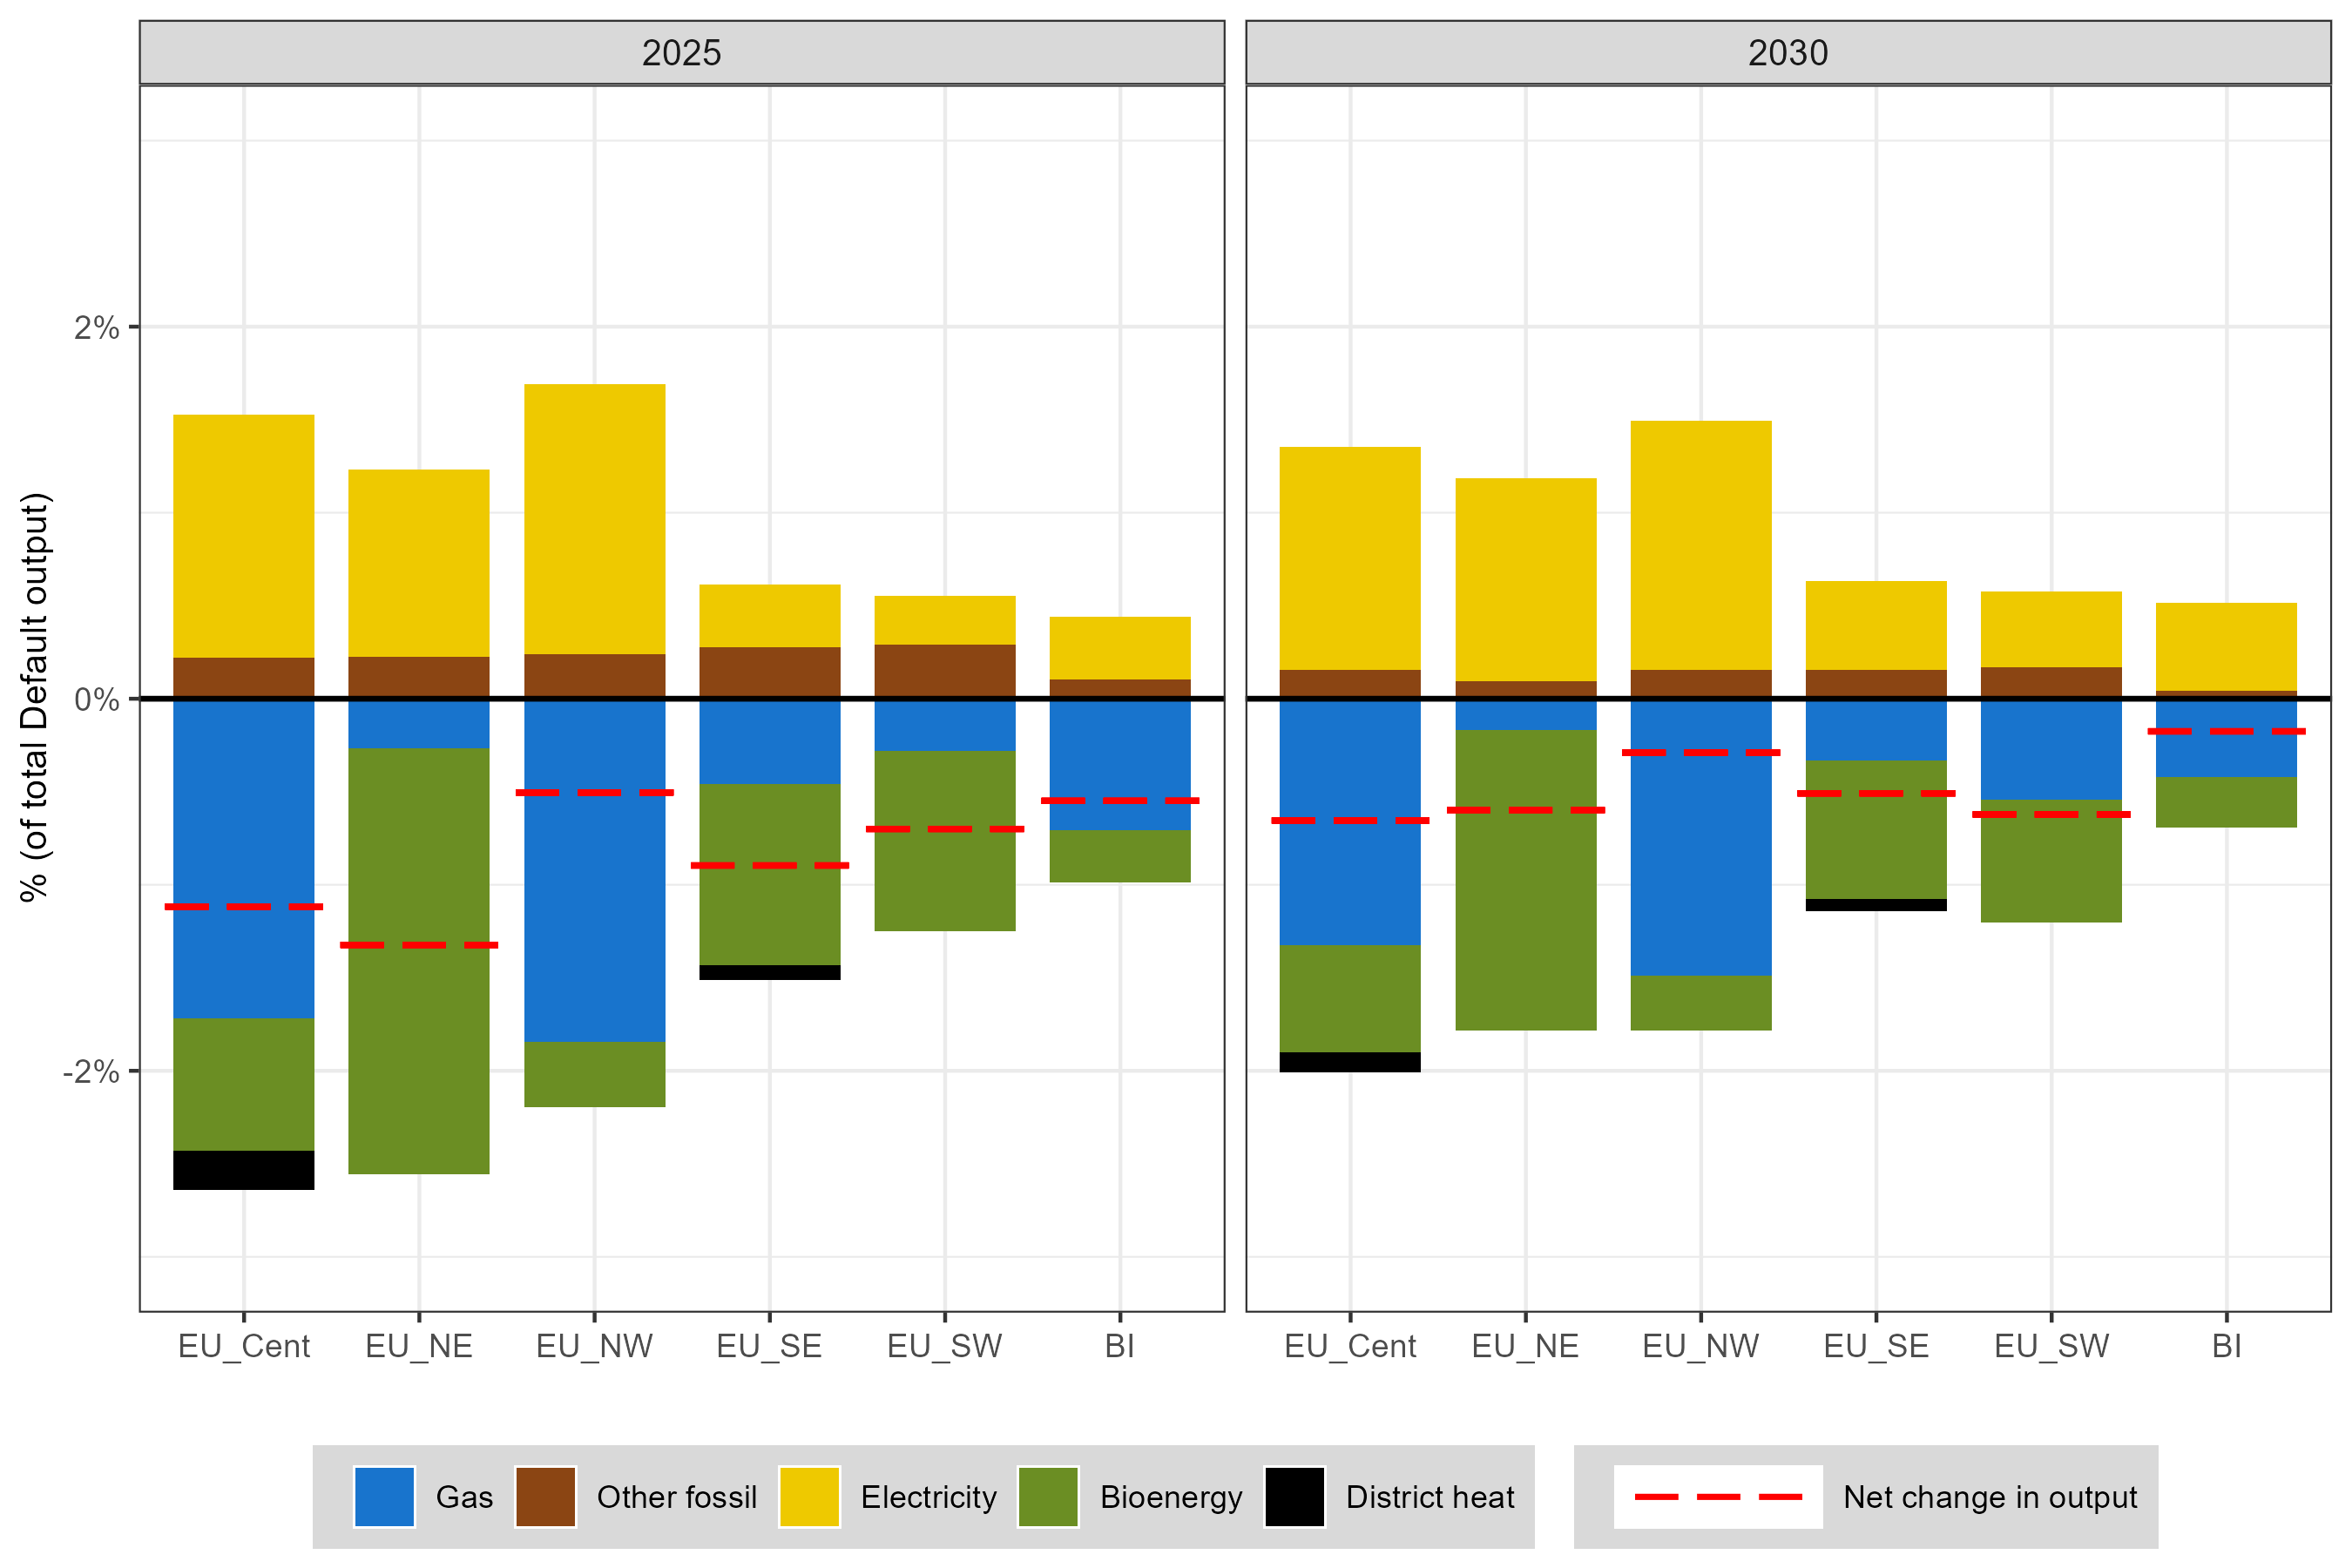 2025
2030
% (of total Default output)
2%
0%
-2%
EU_Cent EU_NE EU_NW EU_SE EU_SW BI
EU_Cent EU_NE EU_NW EU_SE EU_SW BI
Gas Other fossil Electricity Bioenergy District heat
Net change in output